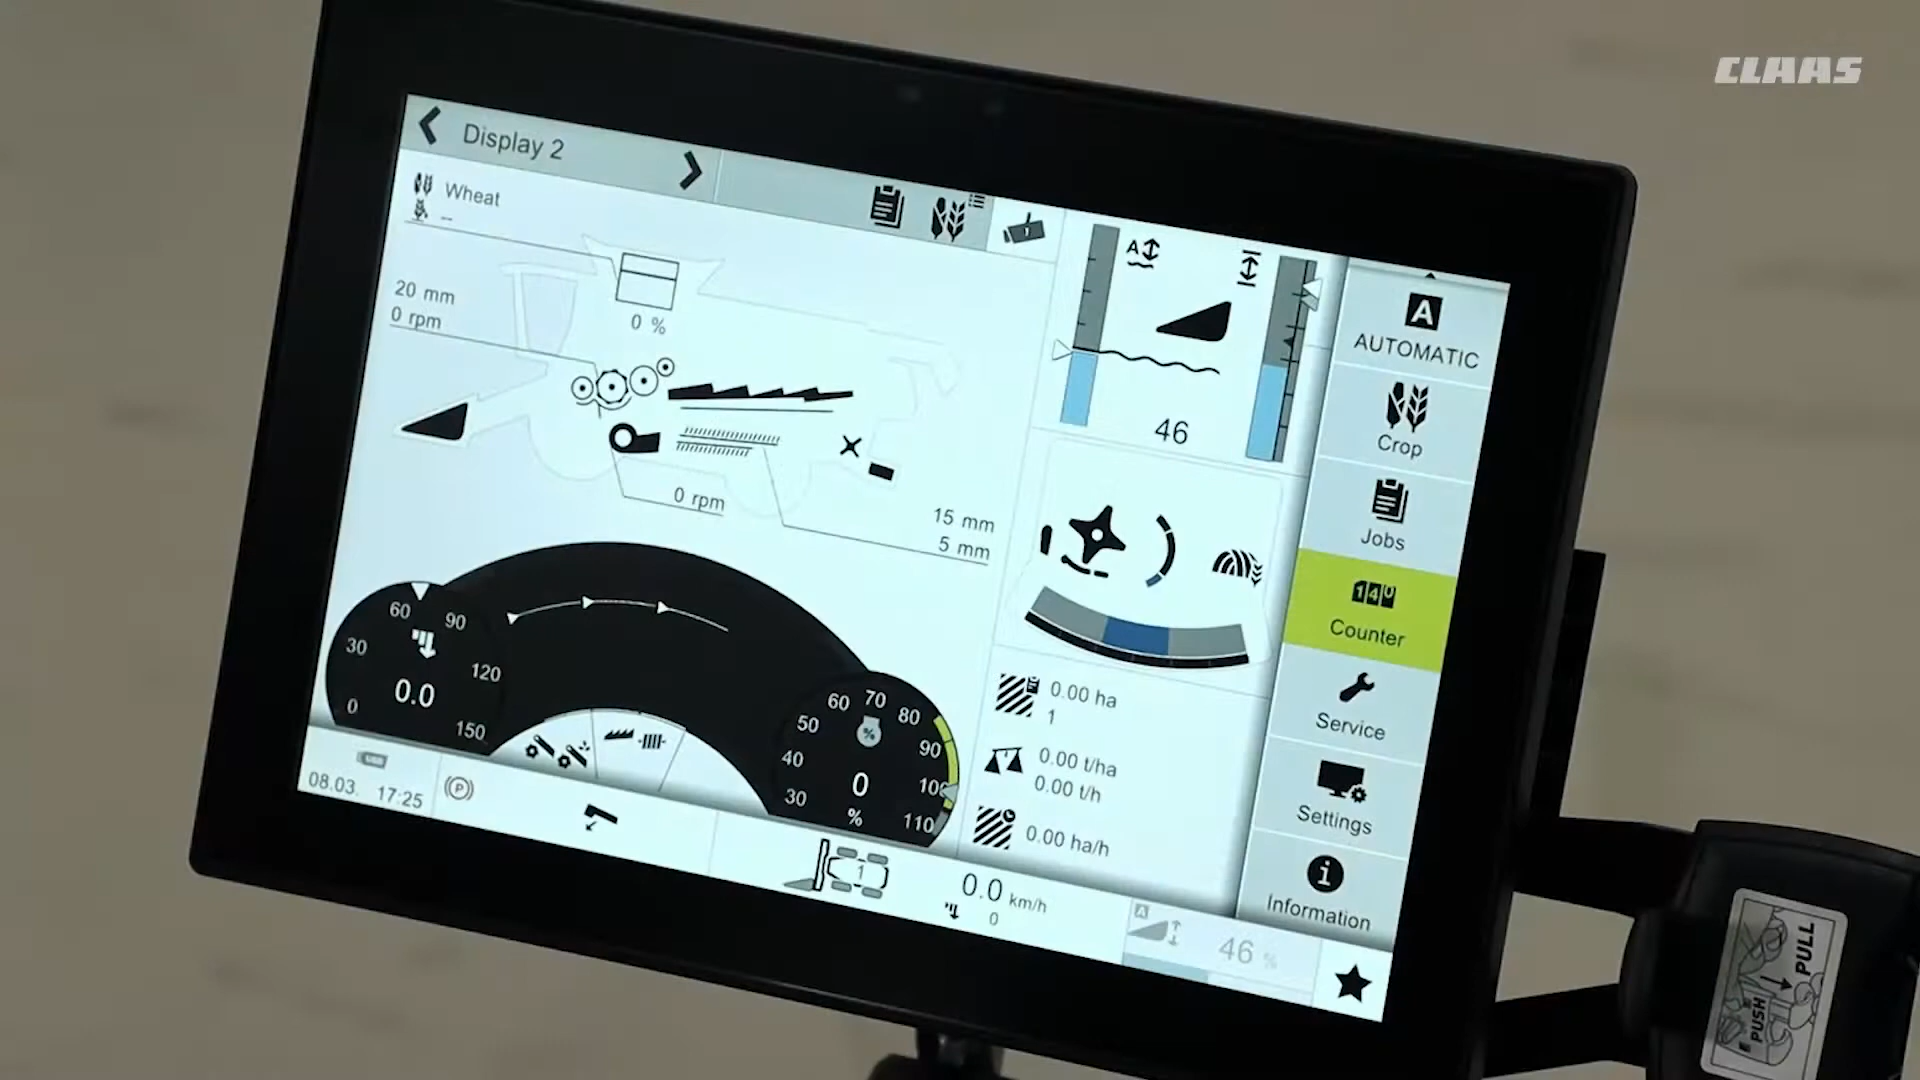 CLAAS
Display 2
Wheat
--
20 mm
0 rpm
0 %
0 rpm
15 mm
5 mm
A
46
A
AUTOMATIC
Crop
Jobs
140
Counter
Service
Settings
i
Information
0.00 ha
1
0.00 t/ha
0.00 t/h
0.00 ha/h
0
30
60
90
120
150
0.0
30
40
50
60
70
80
90
100
110
%
0
%
USB
08.03. 17:25
P
1
0.0 km/h
0
A
46 %
PUSH
PULL